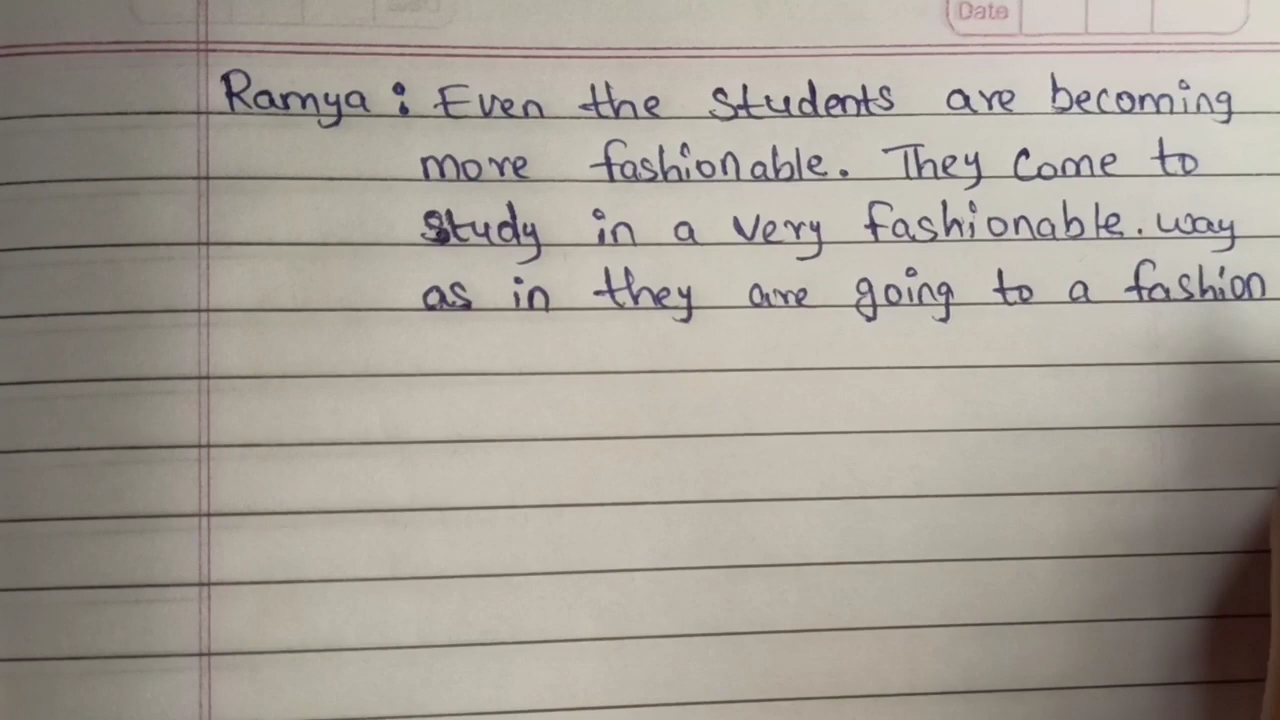 Date
Ramya : Even the students are becoming
more fashionable. They come to
study in a very fashionable. way
as in they are going to a fashion